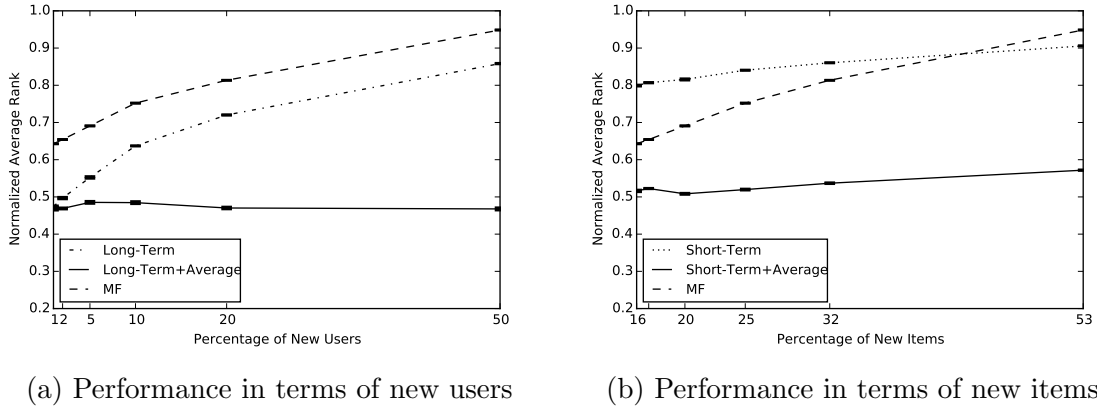 1.0
0.9
0.8
0.7
0.6
0.5
0.4
0.3
0.2
Normalized Average Rank
Long-Term
Long-Term+Average
MF
1 2 5 10 20 50
Percentage of New Users
(a) Performance in terms of new users
1.0
0.9
0.8
0.7
0.6
0.5
0.4
0.3
0.2
Normalized Average Rank
Short-Term
Short-Term+Average
MF
16 20 25 32 53
Percentage of New Items
(b) Performance in terms of new items